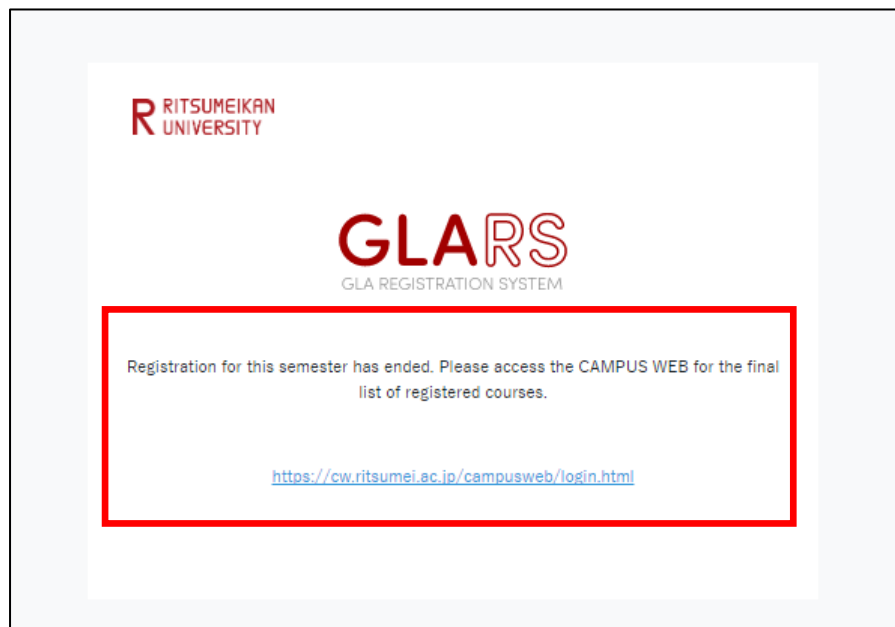 RITSUMEIKAN
UNIVERSITY
GLARS
GLA REGISTRATION SYSTEM
Registration for this semester has ended. Please access the CAMPUS WEB for the final
list of registered courses.
https://cw.ritsumei.ac.jp/campusweb/login.html